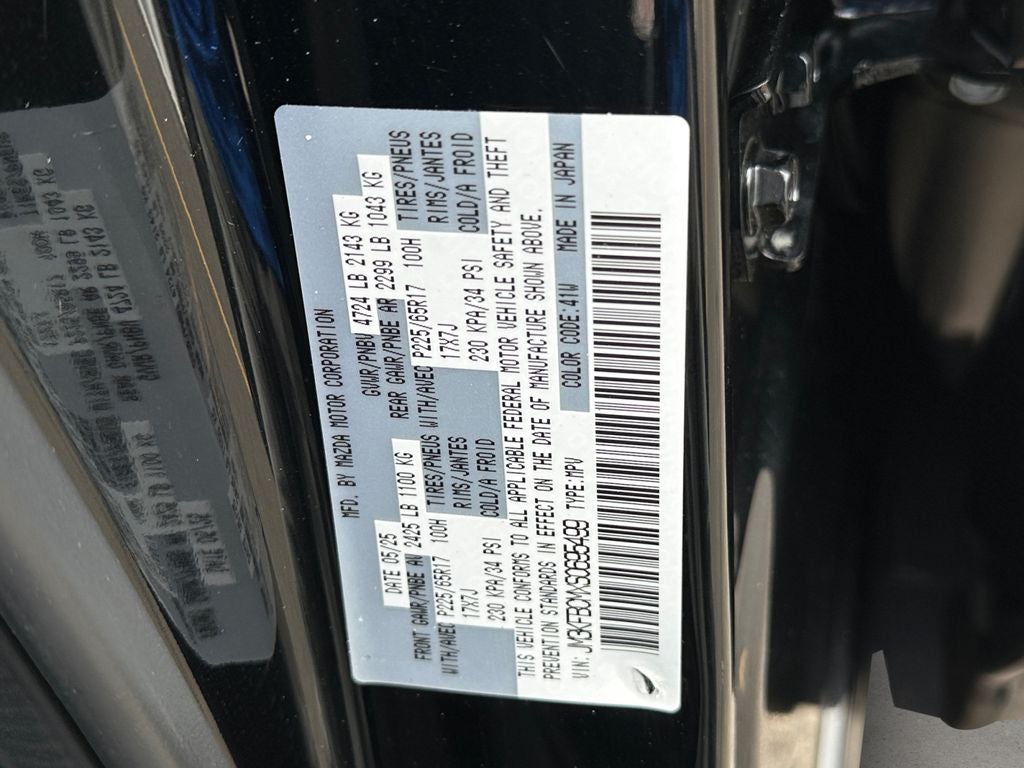 MFD. BY MAZDA MOTOR CORPORATION
DATE 05/25 GVWR/PNBV 4724 LB 2143 KG
FRONT GAWR/PNBE AV 2425 LB 1100 KG REAR GAWR/PNBE AR 2299 LB 1043 KG
WITH/AVEC P225/65R17 100H TIRES/PNEUS WITH/AVEC P225/65R17 100H TIRES/PNEUS
17X7J RIMS/JANTES 17X7J RIMS/JANTES
230 KPA/34 PSI COLD/A FROID 230 KPA/34 PSI COLD/A FROID
THIS VEHICLE CONFORMS TO ALL APPLICABLE FEDERAL MOTOR VEHICLE SAFETY AND THEFT
PREVENTION STANDARDS IN EFFECT ON THE DATE OF MANUFACTURE SHOWN ABOVE.
VIN: JM3KFBCMXS0695499 TYPE:MPV COLOR CODE:41W MADE IN JAPAN